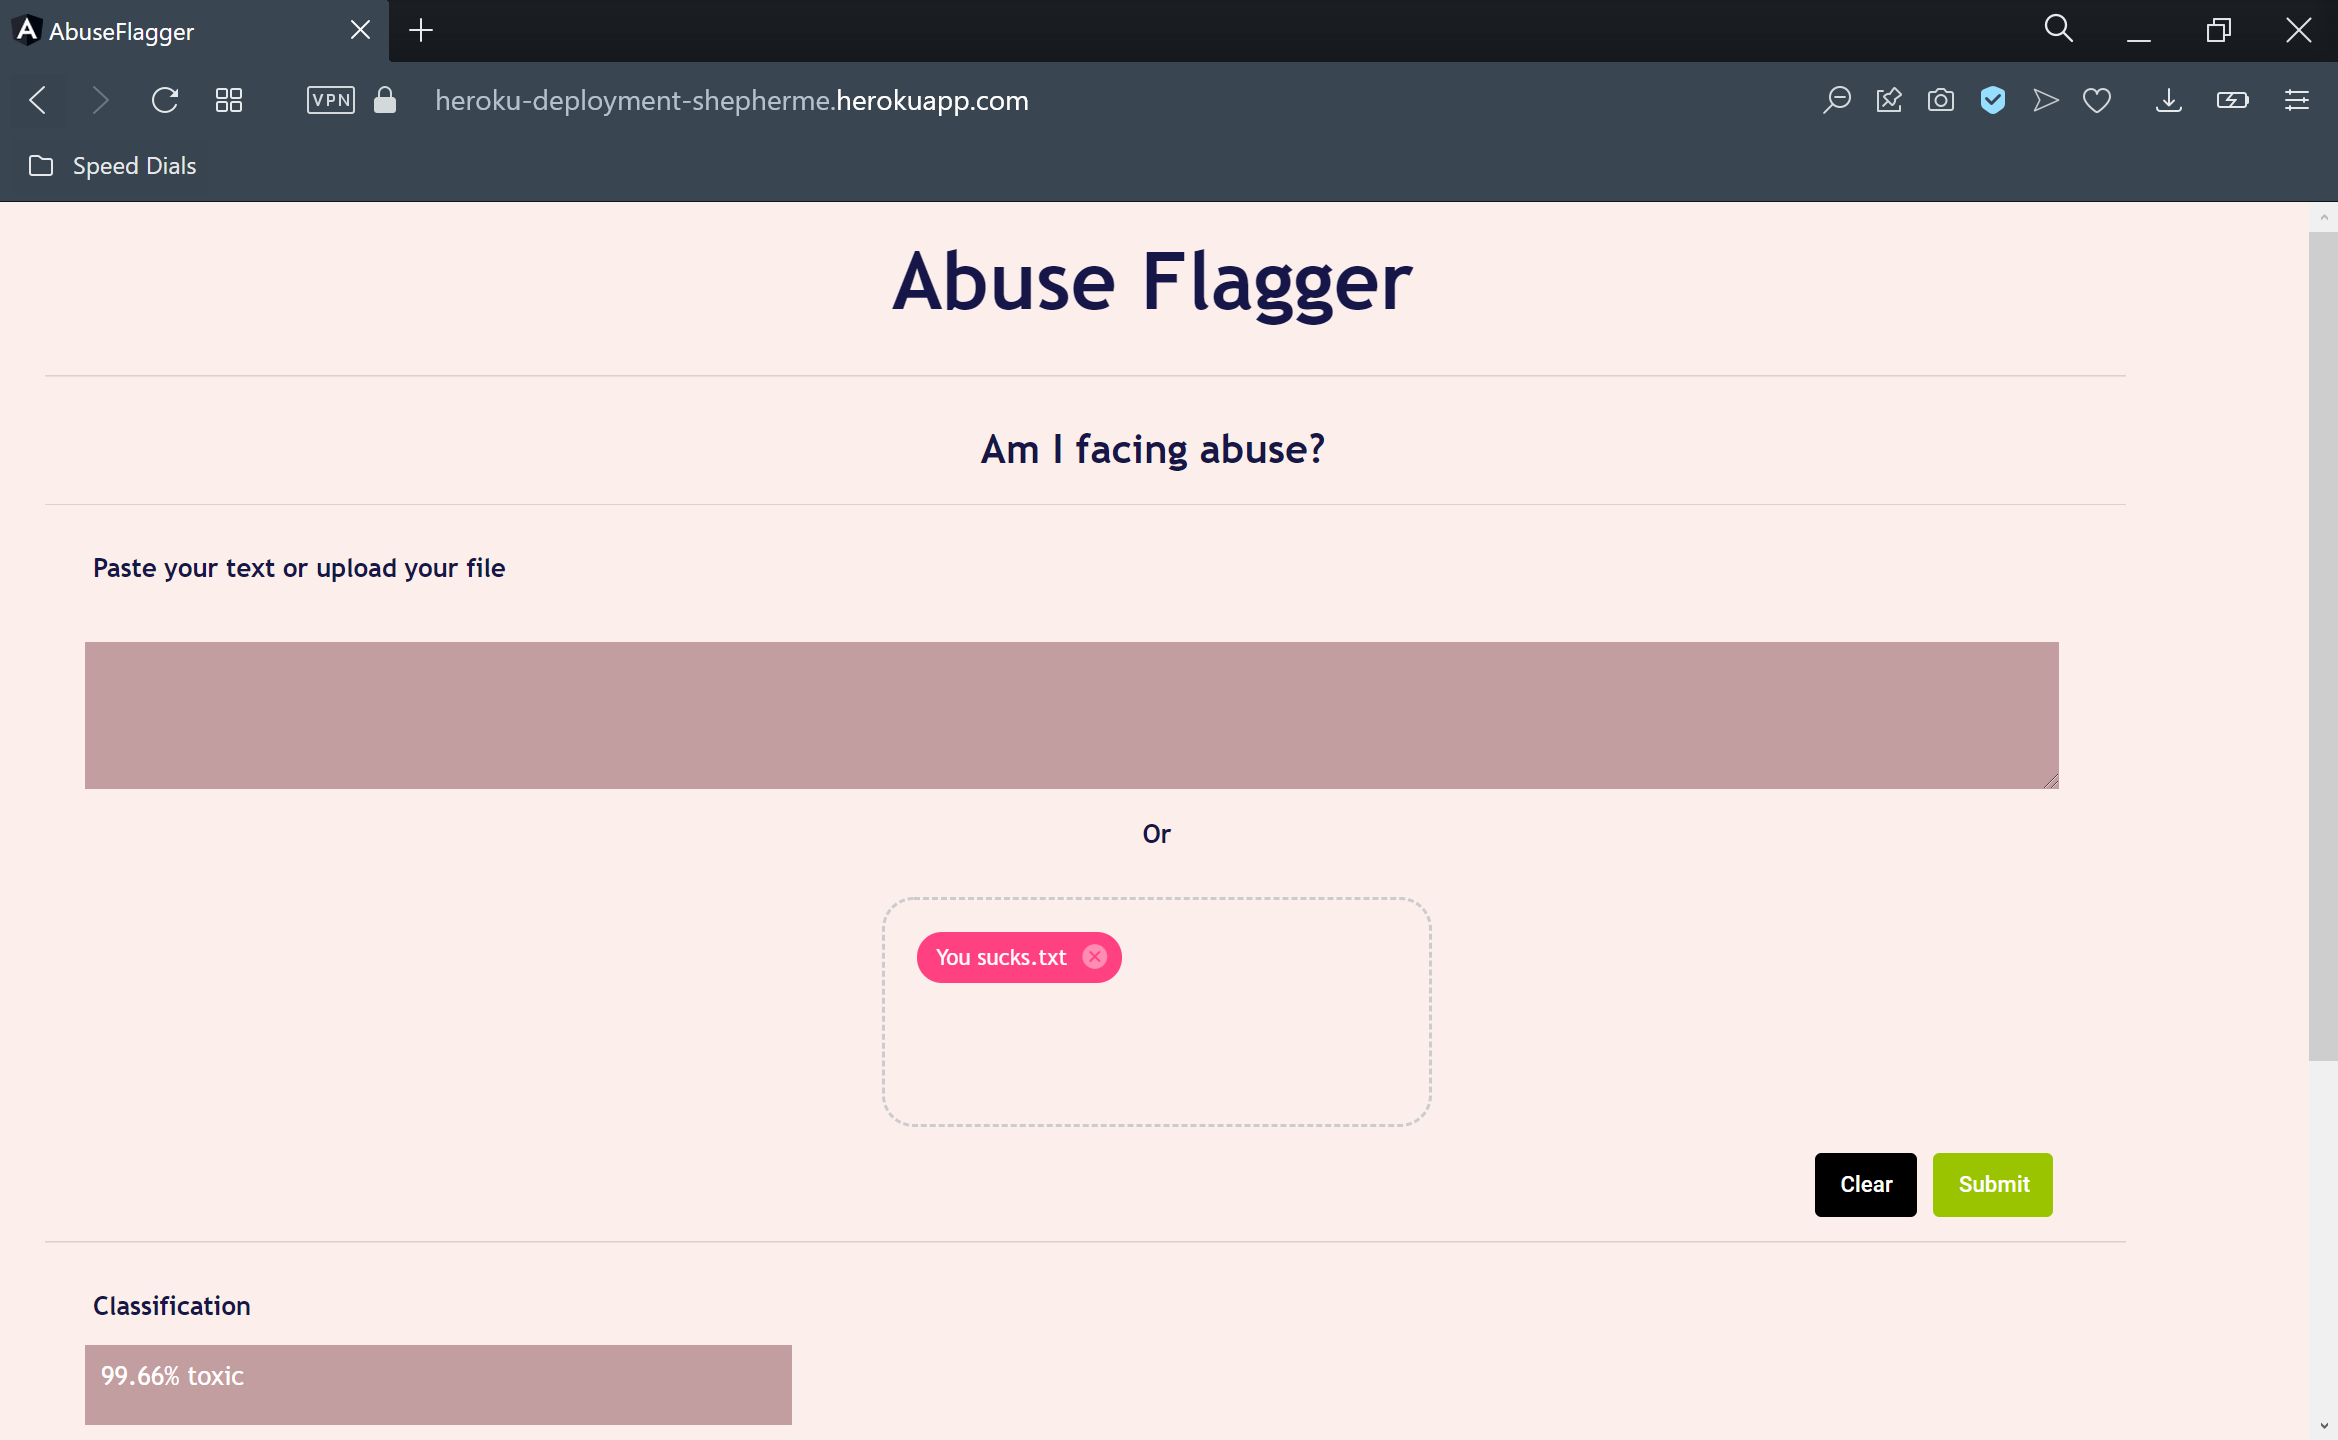 AbuseFlagger
VPN
heroku-deployment-shepherme.herokuapp.com
Speed Dials
Abuse Flagger
Am I facing abuse?
Paste your text or upload your file
Or
You sucks.txt
Clear
Submit
Classification
99.66% toxic